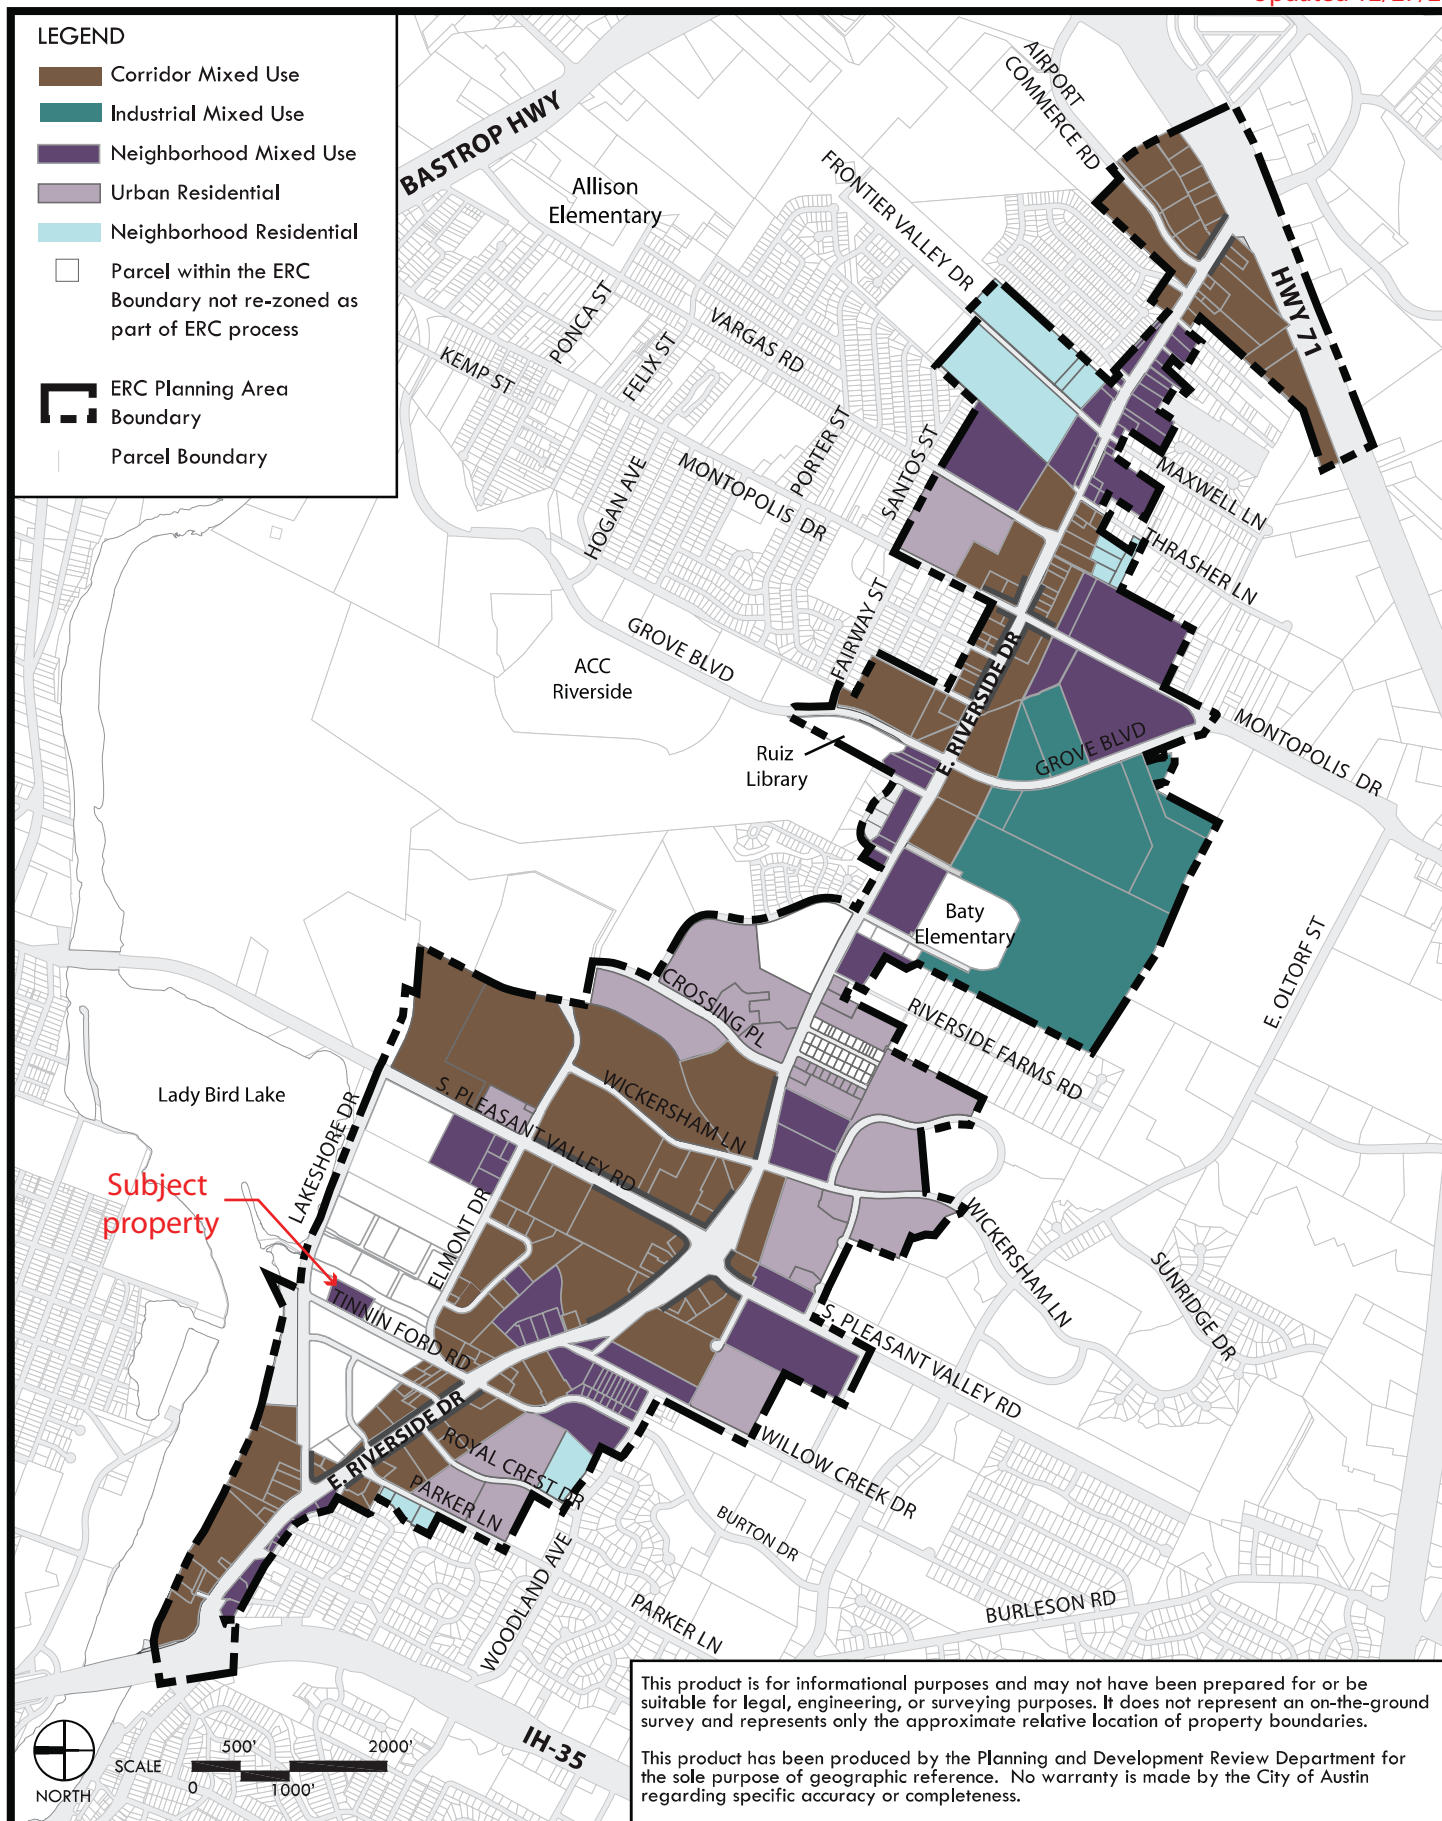 LEGEND
Corridor Mixed Use
Industrial Mixed Use
Neighborhood Mixed Use
Urban Residential
Neighborhood Residential
Parcel within the ERC
Boundary not re-zoned as
part of ERC process
ERC Planning Area
Boundary
Parcel Boundary
BASTROP HWY
AIRPORT
COMMERCE RD
Allison
Elementary
FRONTIER VALLEY DR
HWY 71
PONCA ST
VARGAS RD
FELIX ST
KEMP ST
PORTER ST
SANTOS ST
HOGAN AVE
MONTOPOLIS DR
MAXWELL LN
THRASHER LN
FAIRWAY ST
GROVE BLVD
ACC
Riverside
E. RIVERSIDE DR
Ruiz
Library
GROVE BLVD
MONTOPOLIS DR
Baty
Elementary
E. OLTORF ST
CROSSING PL
RIVERSIDE FARMS RD
Lady Bird Lake
LAKESHORE DR
S. PLEASANT VALLEY RD
WICKERSHAM LN
Subject
property
ELMONT DR
TINNIN FORD RD
WICKERSHAM LN
SUNRIDGE DR
S. PLEASANT VALLEY RD
E. RIVERSIDE DR
ROYAL CREST DR
PARKER LN
WILLOW CREEK DR
BURTON DR
WOODLAND AVE
PARKER LN
BURLESON RD
IH-35
NORTH
SCALE
500'
2000'
0
1000'
This product is for informational purposes and may not have been prepared for or be
suitable for legal, engineering, or surveying purposes. It does not represent an on-the-ground
survey and represents only the approximate relative location of property boundaries.
This product has been produced by the Planning and Development Review Department for
the sole purpose of geographic reference. No warranty is made by the City of Austin
regarding specific accuracy or completeness.